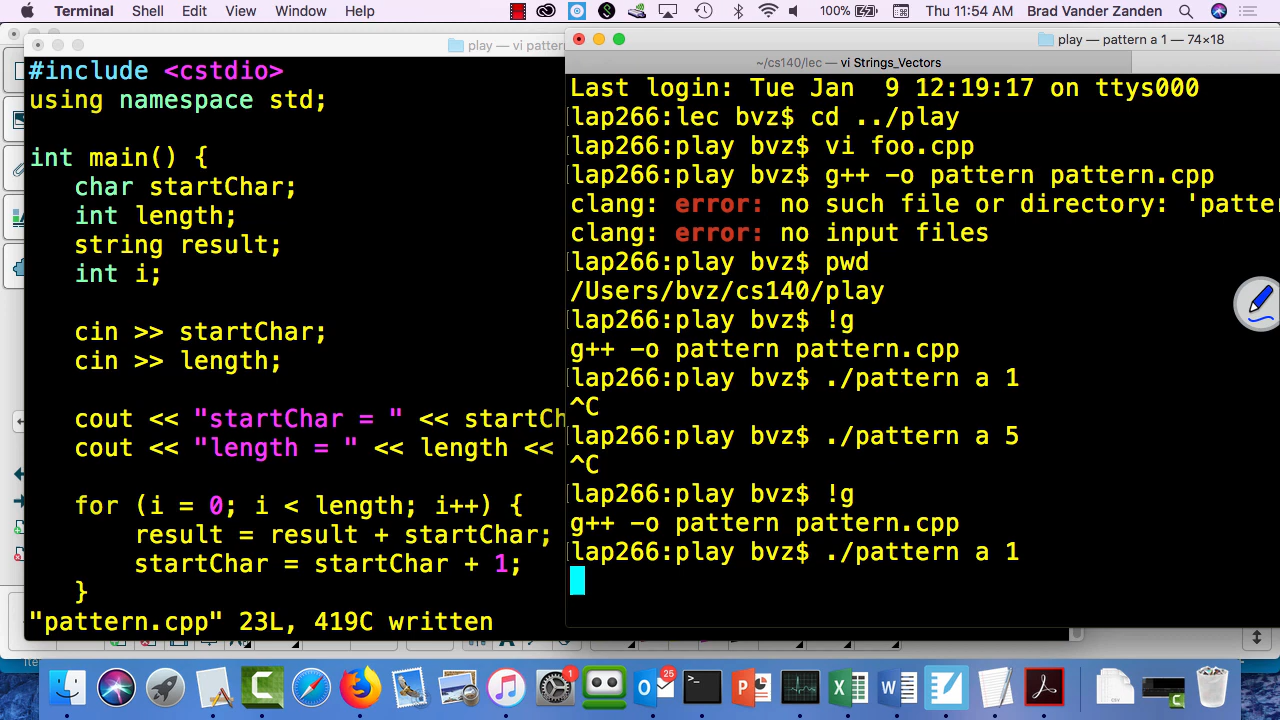 Terminal Shell Edit View Window Help 100% Thu 11:54 AM Brad Vander Zanden
play — vi pattern
#include <cstdio>
using namespace std;
int main() {
char startChar;
int length;
string result;
int i;
cin >> startChar;
cin >> length;
cout << "startChar = " << startCh
cout << "length = " << length <<
for (i = 0; i < length; i++) {
result = result + startChar;
startChar = startChar + 1;
}
"pattern.cpp" 23L, 419C written
play — pattern a 1 — 74×18
~/cs140/lec — vi Strings_Vectors
Last login: Tue Jan 9 12:19:17 on ttys000
lap266:lec bvz$ cd ../play
lap266:play bvz$ vi foo.cpp
lap266:play bvz$ g++ -o pattern pattern.cpp
clang: error: no such file or directory: 'patte
clang: error: no input files
lap266:play bvz$ pwd
/Users/bvz/cs140/play
lap266:play bvz$ !g
g++ -o pattern pattern.cpp
lap266:play bvz$ ./pattern a 1
^C
lap266:play bvz$ ./pattern a 5
^C
lap266:play bvz$ !g
g++ -o pattern pattern.cpp
lap266:play bvz$ ./pattern a 1
1
25